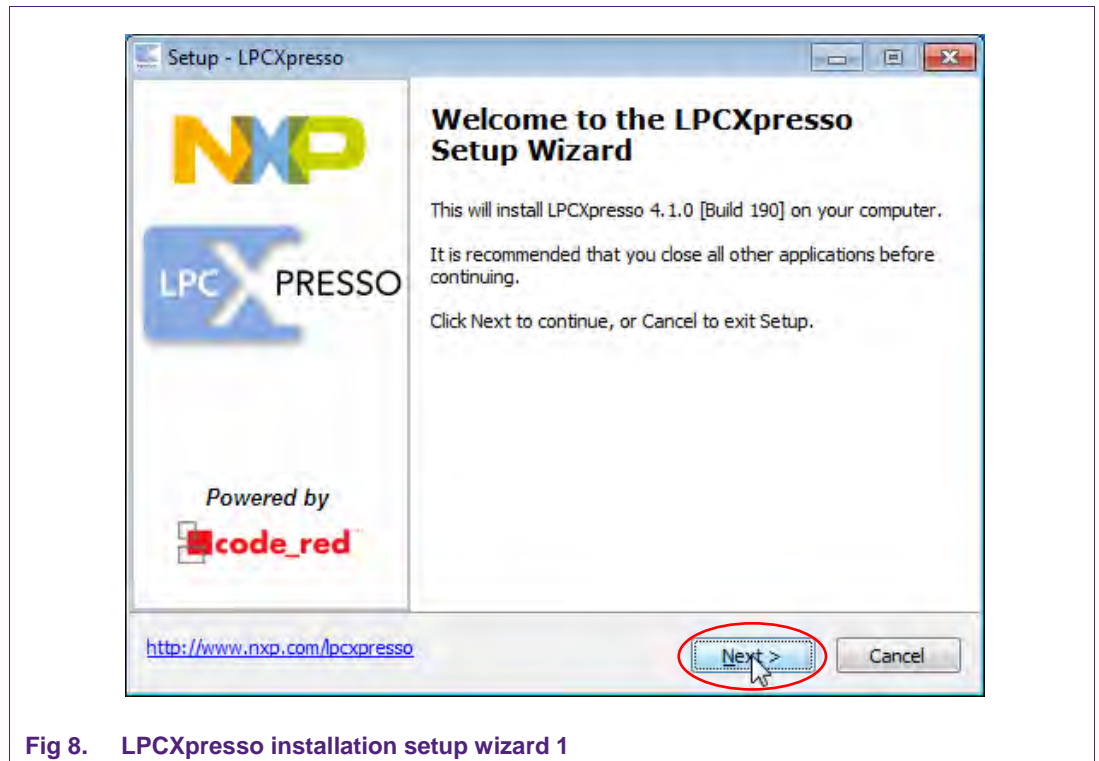 Setup - LPCXpresso
NXP
LPC XPRESSO
Powered by
code_red
Welcome to the LPCXpresso
Setup Wizard
This will install LPCXpresso 4.1.0 [Build 190] on your computer.
It is recommended that you close all other applications before
continuing.
Click Next to continue, or Cancel to exit Setup.
http://www.nxp.com/lpcxpresso
Next >
Cancel
Fig 8. LPCXpresso installation setup wizard 1